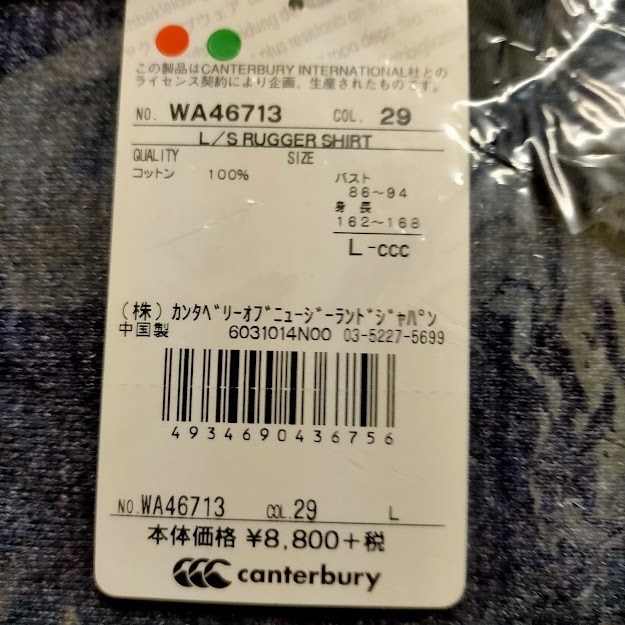 この製品はCANTERBURY INTERNATIONAL社との
ライセンス契約により企画、生産されたものです。
NO. WA46713 COL. 29
L/S RUGGER SHIRT
QUALITY SIZE
コットン 100% バスト
86~94
身 長
162~168
L-CCC
(株) カンタベリーオブニュージーランドジャパン
中国製 6031014N00 03-5227-5699
4934690436756
NO. WA46713 COL. 29 L
本体価格 ¥8,800+税
canterbury